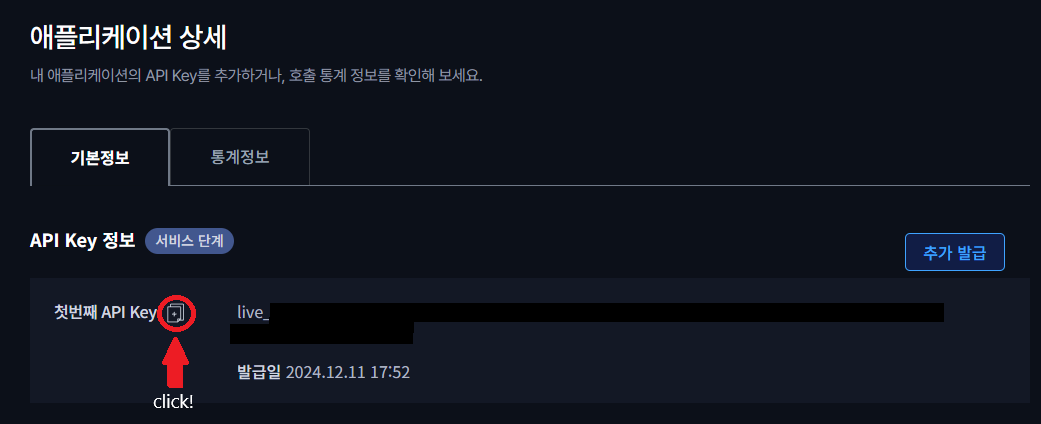 애플리케이션 상세
내 애플리케이션의 API Key를 추가하거나, 호출 통계 정보를 확인해 보세요.
기본정보
통계정보
API Key 정보
서비스 단계
추가 발급
첫번째 API Key
live_
발급일 2024.12.11 17:52
click!